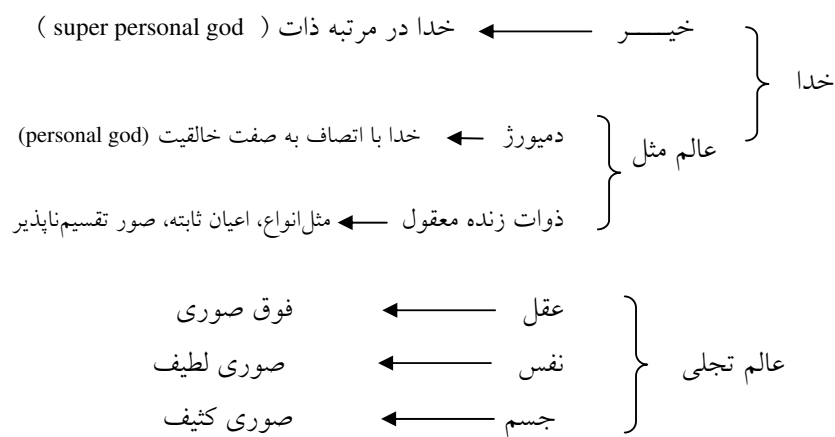 خیــــر خدا در مرتبه ذات ( super personal god )
خدا
عالم مثل
دمیورژ خدا با اتصاف به صفت خالقیت (personal god)
ذوات زنده معقول مثل‌انواع، اعیان ثابته، صور تقسیم‌ناپذیر
عقل فوق صوری
عالم تجلی نفس صوری لطیف
جسم صوری کثیف